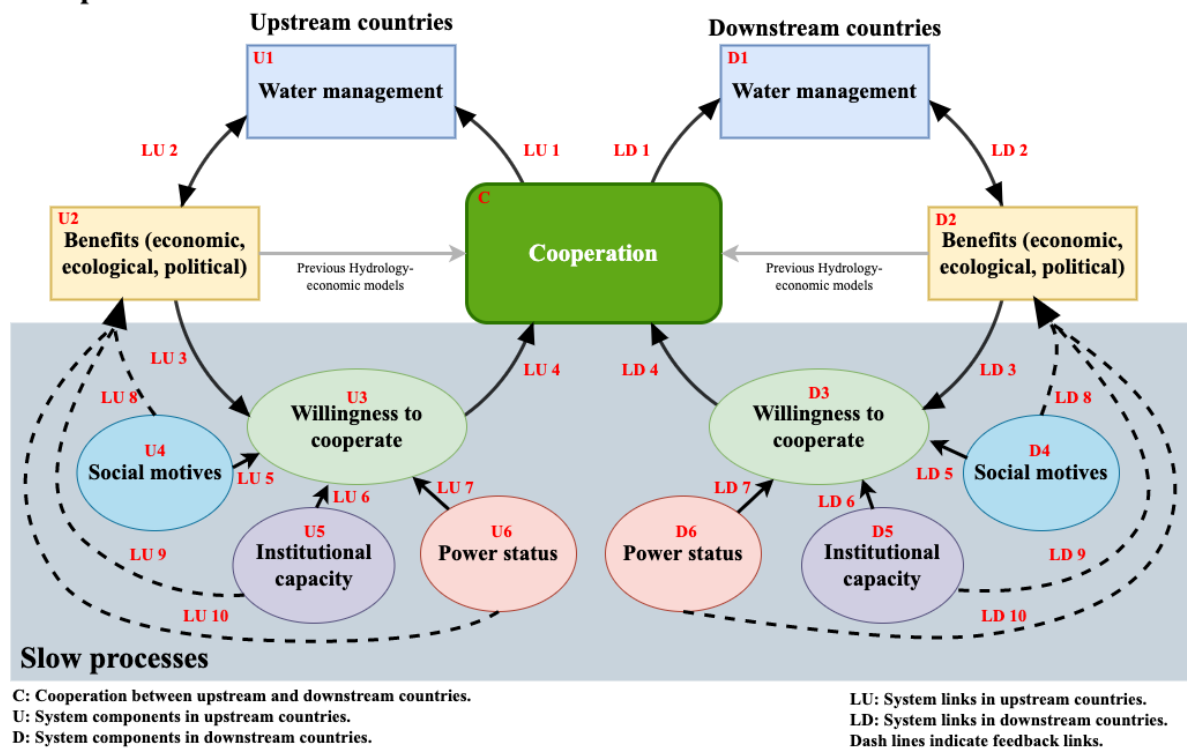 Upstream countries
Downstream countries
U1
Water management
D1
Water management
LU 2
LU 1
LD 1
LD 2
C
Cooperation
U2
Benefits (economic,
ecological, political)
D2
Benefits (economic,
ecological, political)
Previous Hydrology-
economic models
Previous Hydrology-
economic models
LU 3
LU 4
LD 4
LD 3
LU 8
LD 8
U3
Willingness to
cooperate
D3
Willingness to
cooperate
U4
Social motives
D4
Social motives
LU 5
LU 6
LU 7
LD 7
LD 6
LD 5
U5
Institutional
capacity
U6
Power status
D6
Power status
D5
Institutional
capacity
LU 9
LD 9
LU 10
LD 10
Slow processes
C: Cooperation between upstream and downstream countries.
U: System components in upstream countries.
D: System components in downstream countries.
LU: System links in upstream countries.
LD: System links in downstream countries.
Dash lines indicate feedback links.